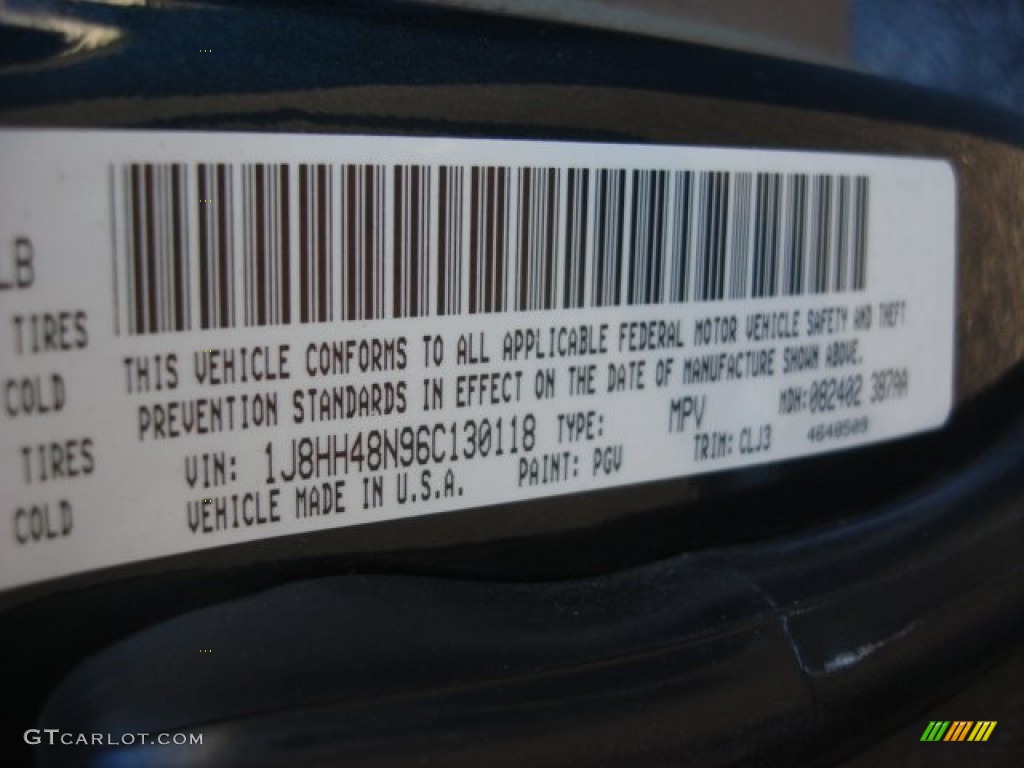 LB
TIRES
COLD
TIRES
COLD
THIS VEHICLE CONFORMS TO ALL APPLICABLE FEDERAL MOTOR VEHICLE SAFETY AND THEFT
PREVENTION STANDARDS IN EFFECT ON THE DATE OF MANUFACTURE SHOWN ABOVE.
VIN: 1J8HH48N96C130118 TYPE: MPV MDH:082402 387AA
VEHICLE MADE IN U.S.A. PAINT: PGV TRIM: CLJ3 4648509
GTCARLOT.COM